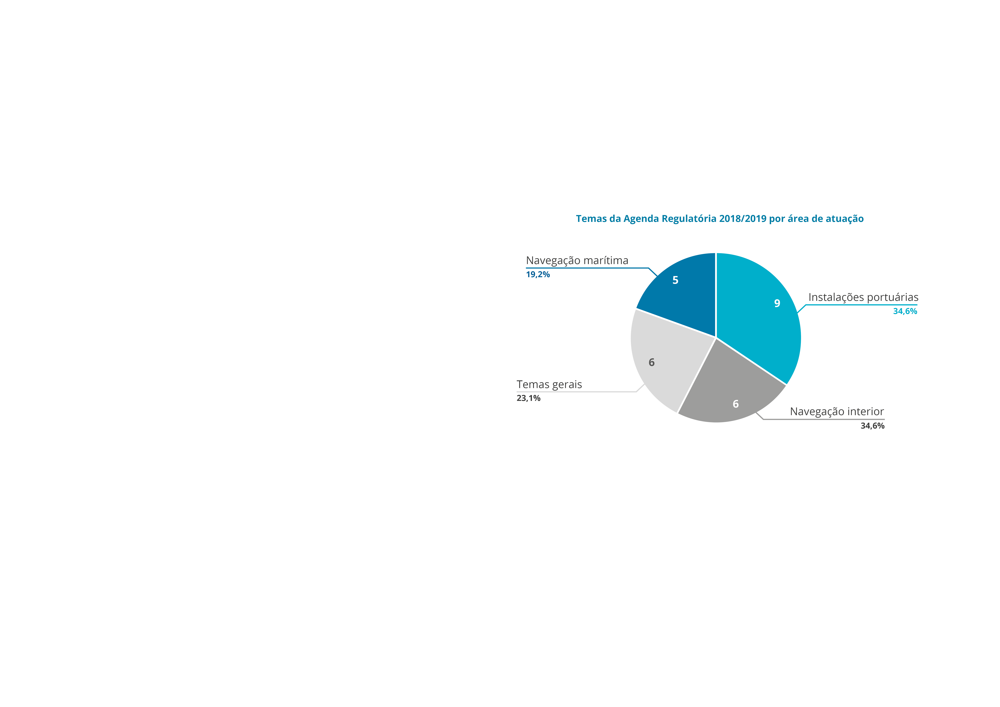 Temas da Agenda Regulatória 2018/2019 por área de atuação
Navegação marítima
19,2%
5
9
Instalações portuárias
34,6%
6
Temas gerais
23,1%
6
Navegação interior
34,6%